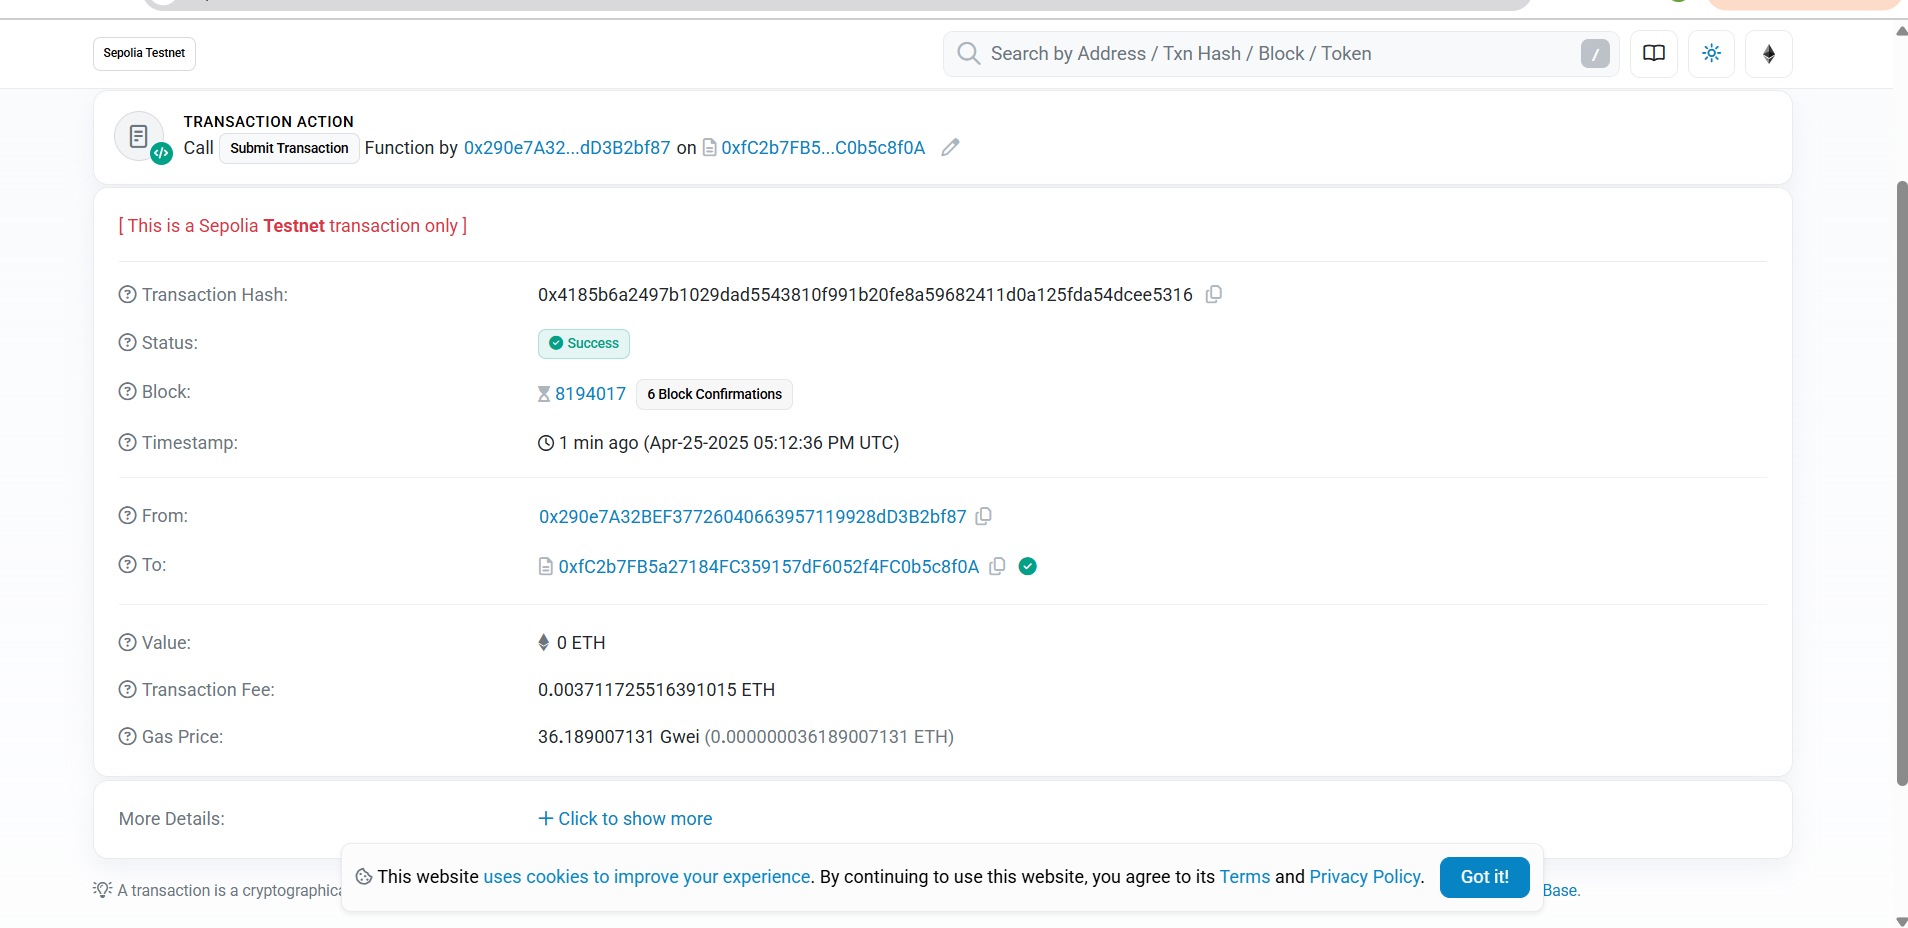 Sepolia Testnet
Search by Address / Txn Hash / Block / Token
/
TRANSACTION ACTION
Call Submit Transaction Function by 0x290e7A32...dD3B2bf87 on 0xfC2b7FB5...C0b5c8f0A
[ This is a Sepolia Testnet transaction only ]
Transaction Hash: 0x4185b6a2497b1029dad5543810f991b20fe8a59682411d0a125fda54dcee5316
Status: Success
Block: 8194017 6 Block Confirmations
Timestamp: 1 min ago (Apr-25-2025 05:12:36 PM UTC)
From: 0x290e7A32BEF37726040663957119928dD3B2bf87
To: 0xfC2b7FB5a27184FC359157dF6052f4FC0b5c8f0A
Value: 0 ETH
Transaction Fee: 0.003711725516391015 ETH
Gas Price: 36.189007131 Gwei (0.000000036189007131 ETH)
More Details: + Click to show more
This website uses cookies to improve your experience. By continuing to use this website, you agree to its Terms and Privacy Policy. Got it!
A transaction is a cryptographica Base.